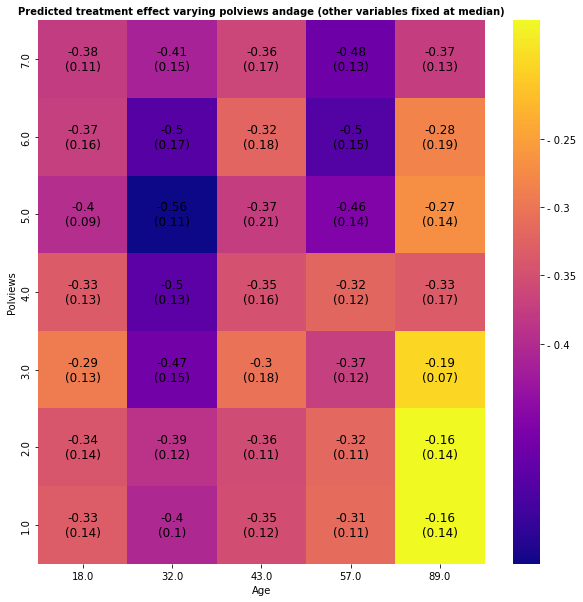 Predicted treatment effect varying polviews andage (other variables fixed at median)
7.0 -0.38 -0.41 -0.36 -0.48 -0.37
(0.11) (0.15) (0.17) (0.13) (0.13)
6.0 -0.37 -0.5 -0.32 -0.5 -0.28
(0.16) (0.17) (0.18) (0.15) (0.19)
5.0 -0.4 -0.56 -0.37 -0.46 -0.27
(0.09) (0.11) (0.21) (0.14) (0.14)
4.0 -0.33 -0.5 -0.35 -0.32 -0.33
(0.13) (0.13) (0.16) (0.12) (0.17)
3.0 -0.29 -0.47 -0.3 -0.37 -0.19
(0.13) (0.15) (0.18) (0.12) (0.07)
2.0 -0.34 -0.39 -0.36 -0.32 -0.16
(0.14) (0.12) (0.11) (0.11) (0.14)
1.0 -0.33 -0.4 -0.35 -0.31 -0.16
(0.14) (0.1) (0.12) (0.11) (0.14)
Polviews
18.0 32.0 43.0 57.0 89.0
Age
- 0.25
- 0.3
- 0.35
- 0.4